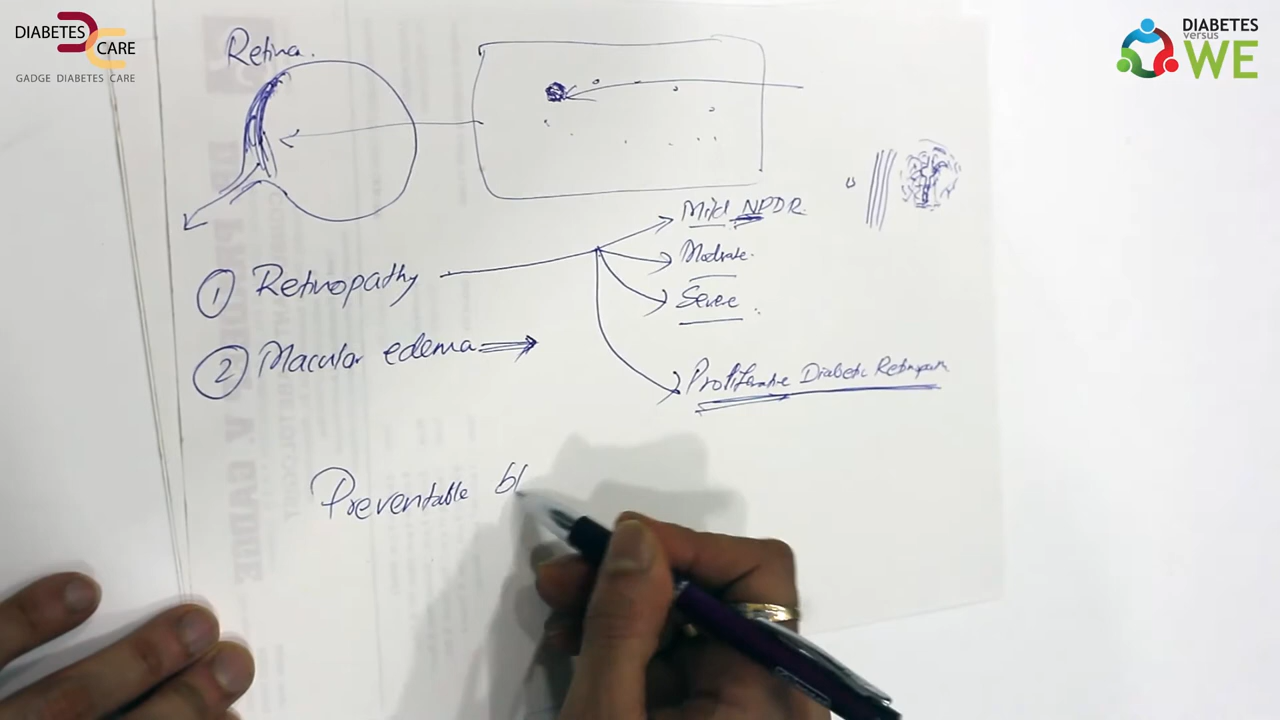 DIABETES
CARE
GADGE DIABETES CARE
DIABETES
versus
WE
Retina.
Mild NPDR
① Retinopathy
Modrate.
Severe
② Macular edema
Proliferative Diabetic Retinopath
Preventable bl